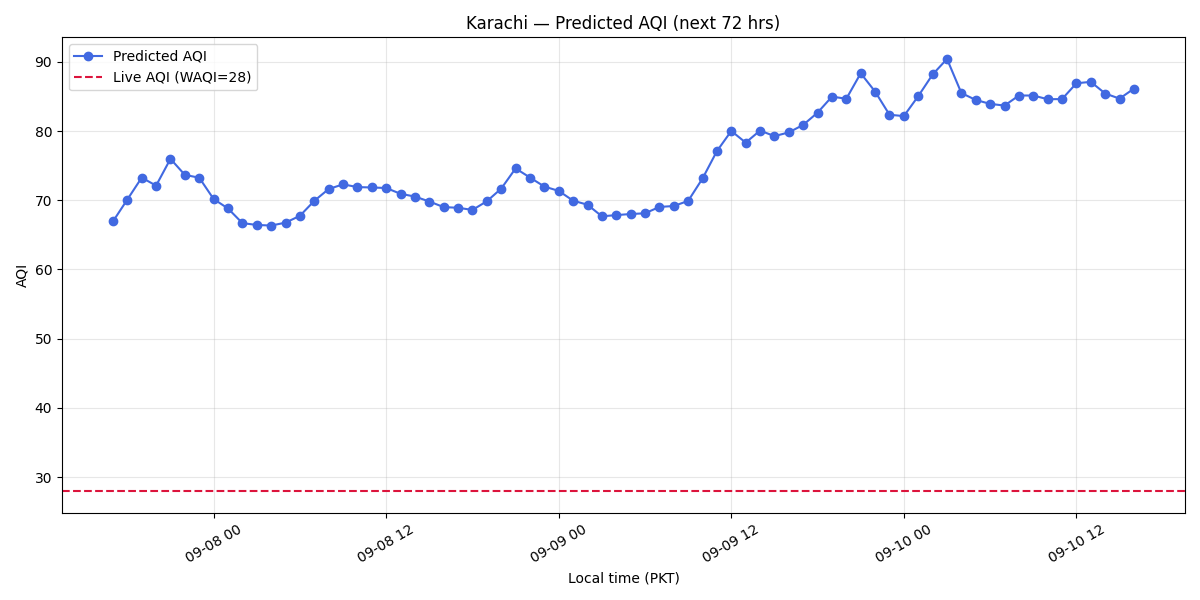 Karachi — Predicted AQI (next 72 hrs)
Predicted AQI
Live AQI (WAQI=28)
AQI
90
80
70
60
50
40
30
09-08 00
09-08 12
09-09 00
09-09 12
09-10 00
09-10 12
Local time (PKT)